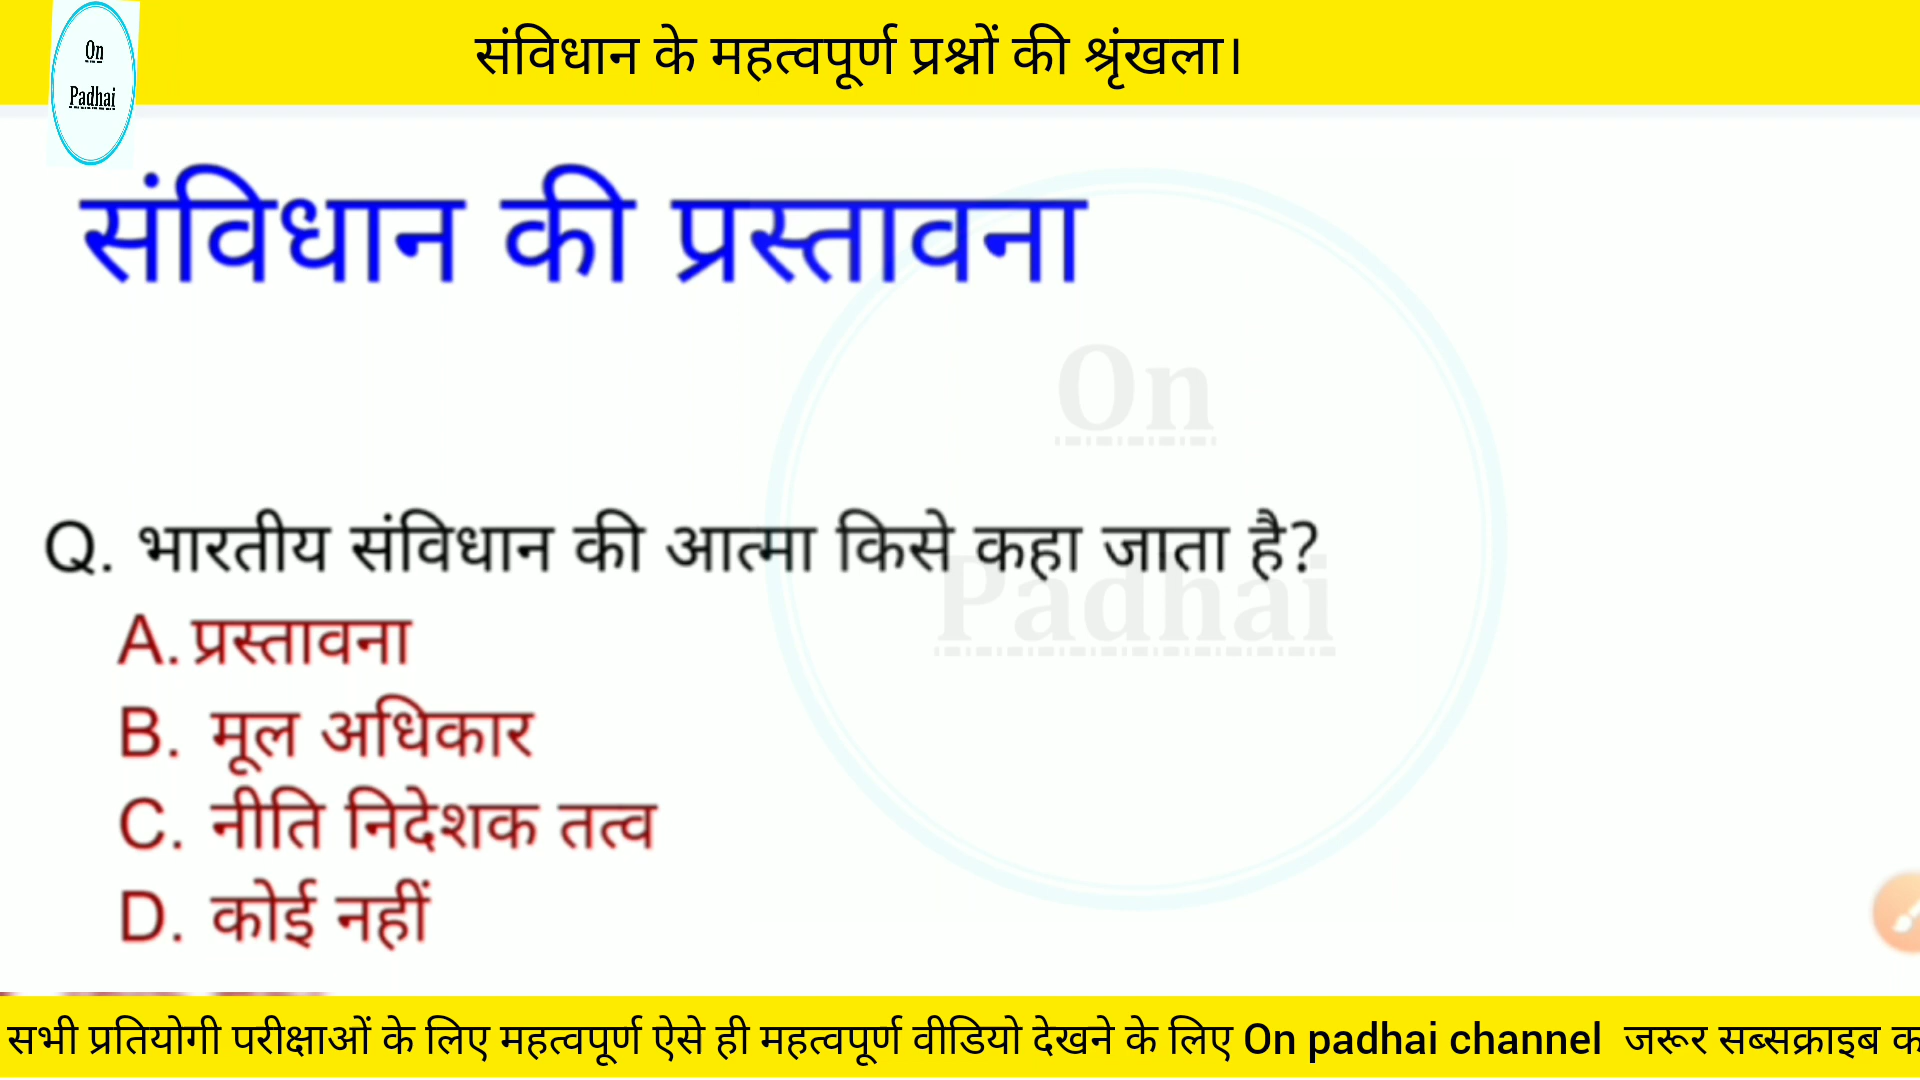 On
Padhai
संविधान के महत्वपूर्ण प्रश्नों की श्रृंखला।
संविधान की प्रस्तावना
On
Padhai
Q. भारतीय संविधान की आत्मा किसे कहा जाता है?
A. प्रस्तावना
B. मूल अधिकार
C. नीति निदेशक तत्व
D. कोई नहीं
सभी प्रतियोगी परीक्षाओं के लिए महत्वपूर्ण ऐसे ही महत्वपूर्ण वीडियो देखने के लिए On padhai channel जरूर सब्सक्राइब